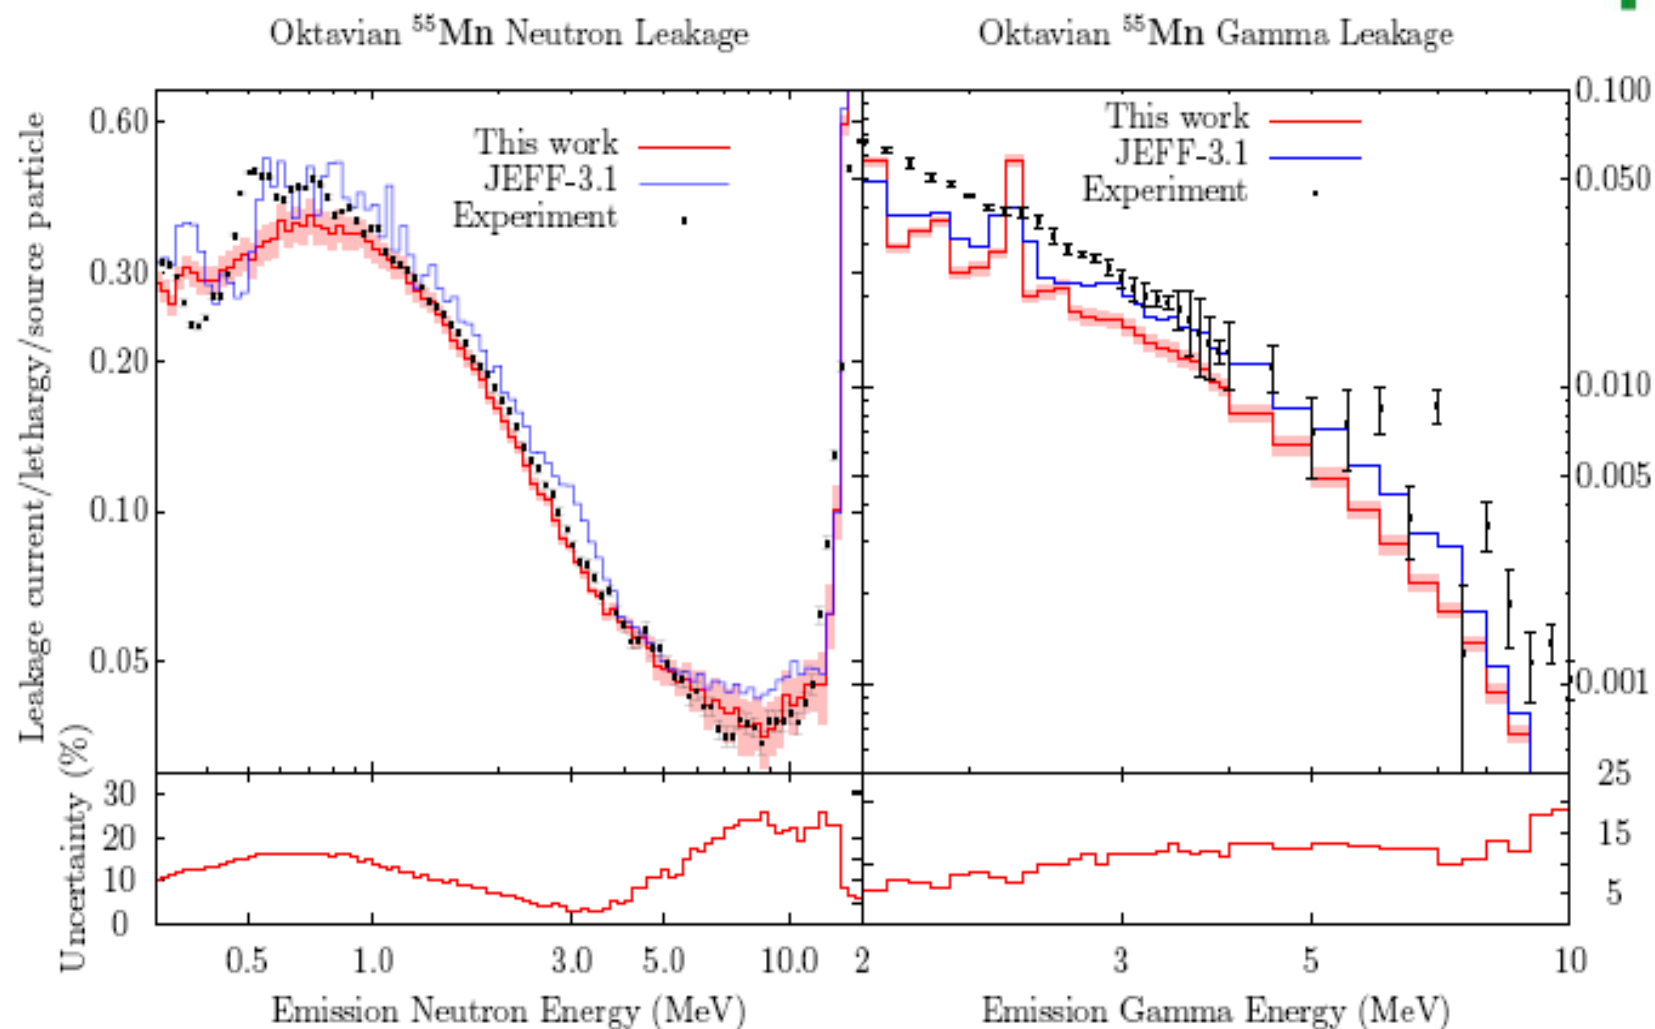 Oktavian ⁵⁵Mn Neutron Leakage
Oktavian ⁵⁵Mn Gamma Leakage
Leakage current/lethargy/source particle
0.60
0.30
0.20
0.10
0.05
This work
JEFF-3.1
Experiment
This work
JEFF-3.1
Experiment
0.100
0.050
0.010
0.005
0.001
Uncertainty (%)
30
20
10
0
25
15
5
0.5 1.0 3.0 5.0 10.0
2 3 5 10
Emission Neutron Energy (MeV)
Emission Gamma Energy (MeV)